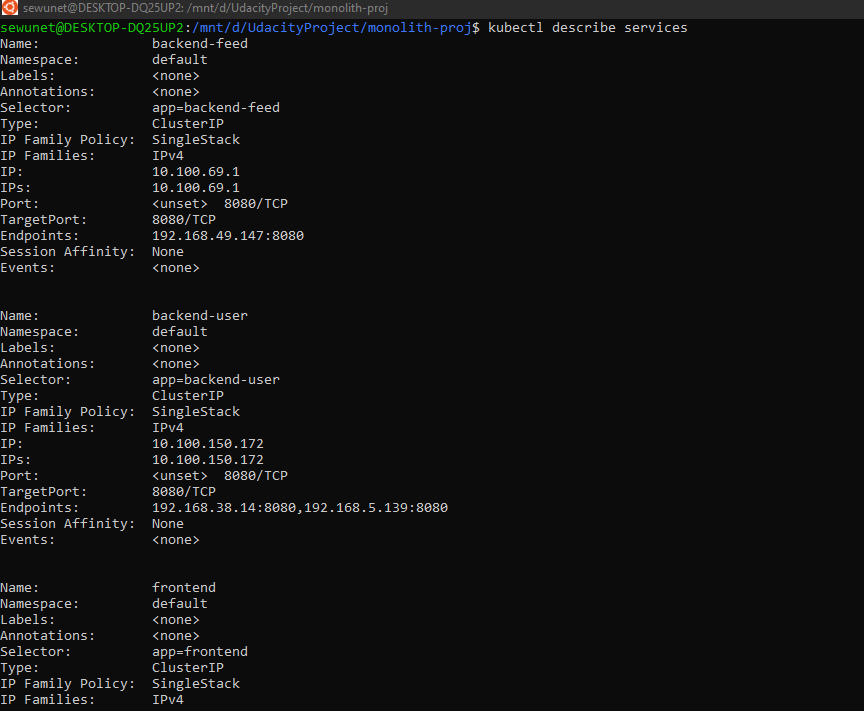 sewunet@DESKTOP-DQ25UP2: /mnt/d/UdacityProject/monolith-proj
sewunet@DESKTOP-DQ25UP2:/mnt/d/UdacityProject/monolith-proj$ kubectl describe services
Name:              backend-feed
Namespace:         default
Labels:            <none>
Annotations:       <none>
Selector:          app=backend-feed
Type:              ClusterIP
IP Family Policy:  SingleStack
IP Families:       IPv4
IP:                10.100.69.1
IPs:               10.100.69.1
Port:              <unset>  8080/TCP
TargetPort:        8080/TCP
Endpoints:         192.168.49.147:8080
Session Affinity:  None
Events:            <none>
Name:              backend-user
Namespace:         default
Labels:            <none>
Annotations:       <none>
Selector:          app=backend-user
Type:              ClusterIP
IP Family Policy:  SingleStack
IP Families:       IPv4
IP:                10.100.150.172
IPs:               10.100.150.172
Port:              <unset>  8080/TCP
TargetPort:        8080/TCP
Endpoints:         192.168.38.14:8080,192.168.5.139:8080
Session Affinity:  None
Events:            <none>
Name:              frontend
Namespace:         default
Labels:            <none>
Annotations:       <none>
Selector:          app=frontend
Type:              ClusterIP
IP Family Policy:  SingleStack
IP Families:       IPv4